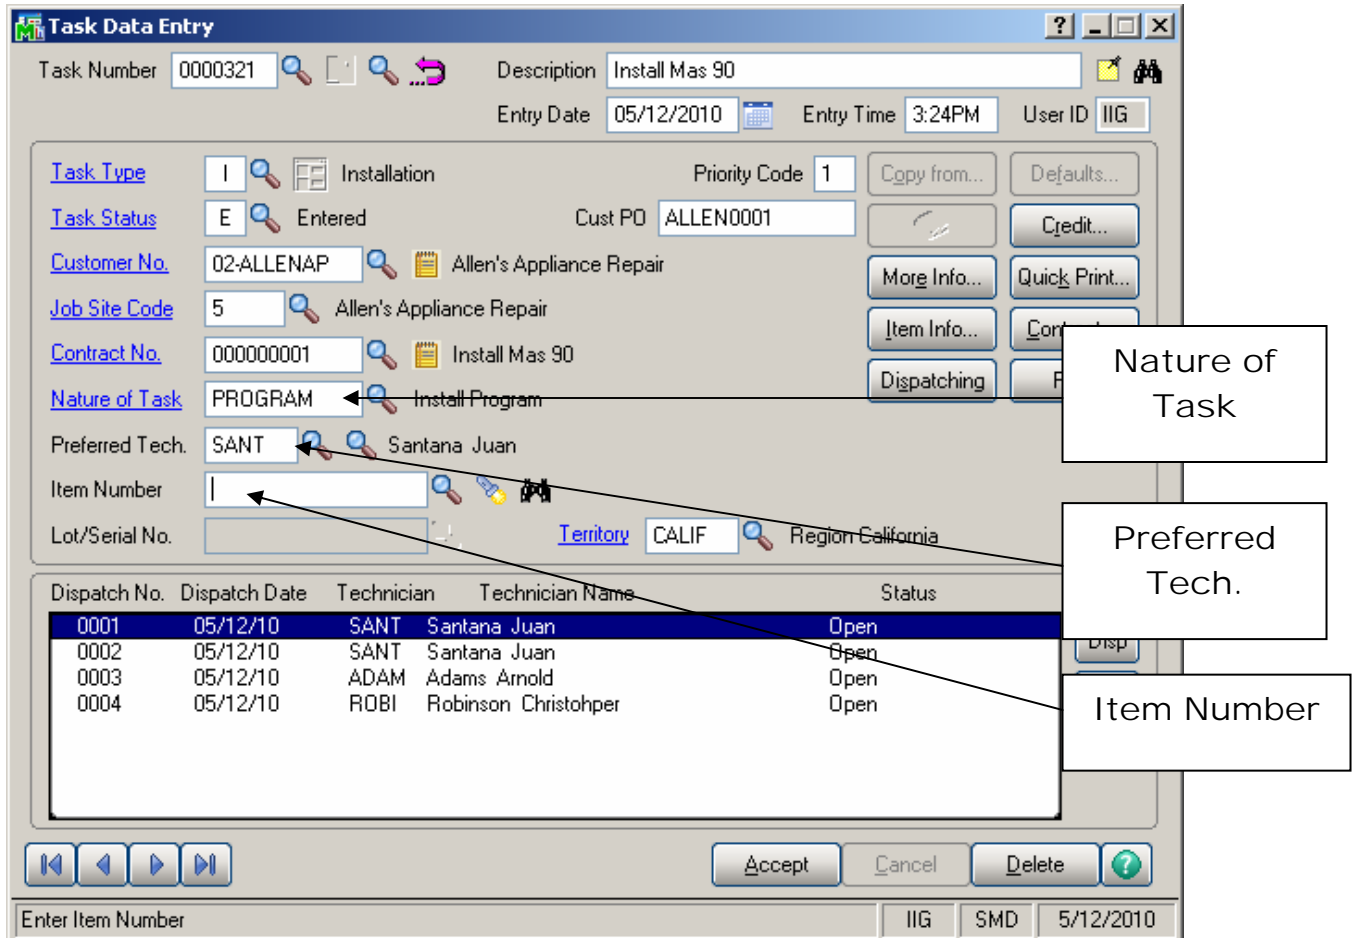 Task Data Entry
Task Number 0000321 Description Install Mas 90
Entry Date 05/12/2010 Entry Time 3:24PM User ID IIG
Task Type I Installation Priority Code 1 Copy from... Defaults...
Task Status E Entered Cust PO ALLEN0001 Credit...
Customer No. 02-ALLENAP Allen's Appliance Repair More Info... Quick Print...
Job Site Code 5 Allen's Appliance Repair Item Info...
Contract No. 000000001 Install Mas 90
Nature of Task PROGRAM Install Program Dispatching
Nature of
Task
Preferred Tech. SANT Santana Juan
Item Number
Lot/Serial No. Territory CALIF Region California
Preferred
Tech.
Dispatch No. Dispatch Date Technician Technician Name Status
0001 05/12/10 SANT Santana Juan Open
0002 05/12/10 SANT Santana Juan Open
0003 05/12/10 ADAM Adams Arnold Open
0004 05/12/10 ROBI Robinson Christohper Open
Disp
Item Number
Accept Cancel Delete
Enter Item Number IIG SMD 5/12/2010